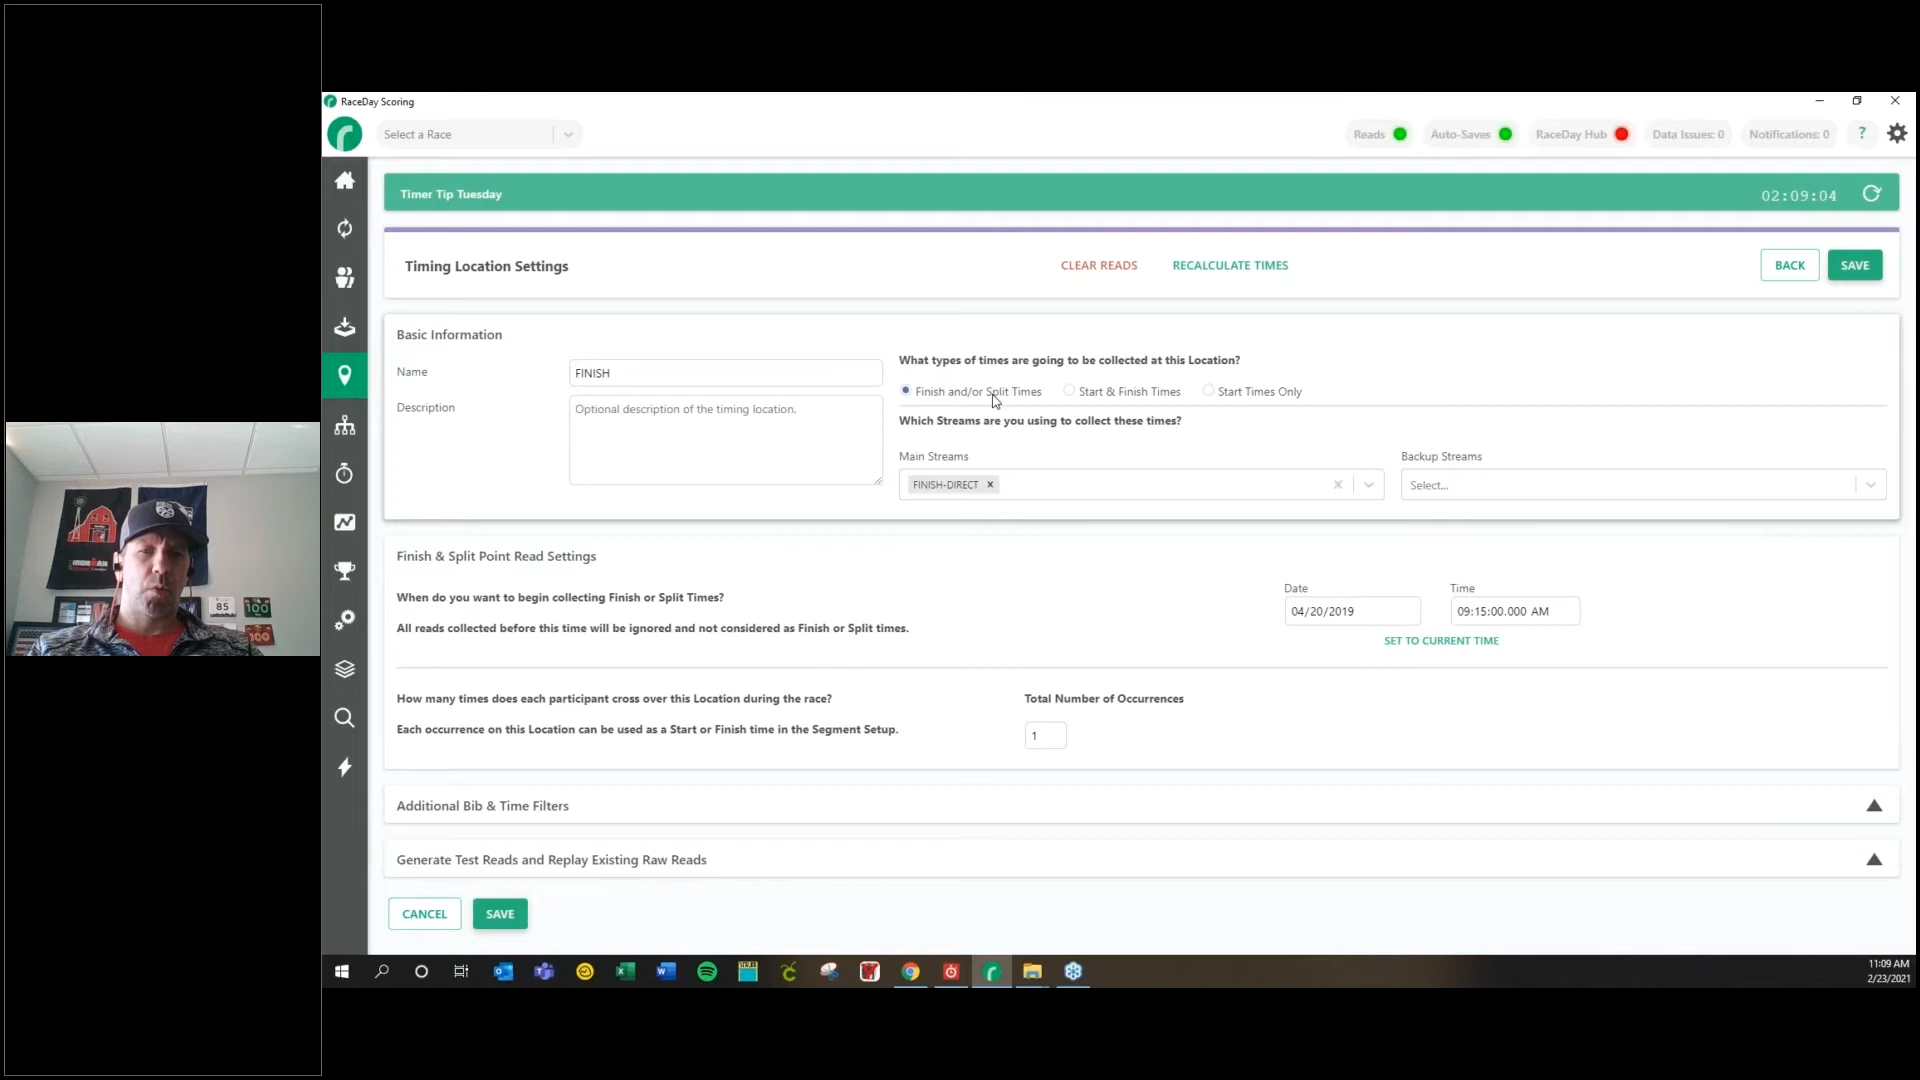 RaceDay Scoring
Select a Race
Reads
Auto-Saves
RaceDay Hub
Data Issues: 0
Notifications: 0
?
Timer Tip Tuesday
02:09:04
Timing Location Settings
CLEAR READS
RECALCULATE TIMES
BACK
SAVE
Basic Information
Name
FINISH
Description
Optional description of the timing location.
What types of times are going to be collected at this Location?
Finish and/or Split Times
Start & Finish Times
Start Times Only
Which Streams are you using to collect these times?
Main Streams
FINISH-DIRECT
Backup Streams
Select...
Finish & Split Point Read Settings
When do you want to begin collecting Finish or Split Times?
All reads collected before this time will be ignored and not considered as Finish or Split times.
Date
04/20/2019
Time
09:15:00.000 AM
SET TO CURRENT TIME
How many times does each participant cross over this Location during the race?
Each occurrence on this Location can be used as a Start or Finish time in the Segment Setup.
Total Number of Occurrences
1
Additional Bib & Time Filters
Generate Test Reads and Replay Existing Raw Reads
CANCEL
SAVE
11:09 AM
2/23/2021
IRONMAN
85
100
100